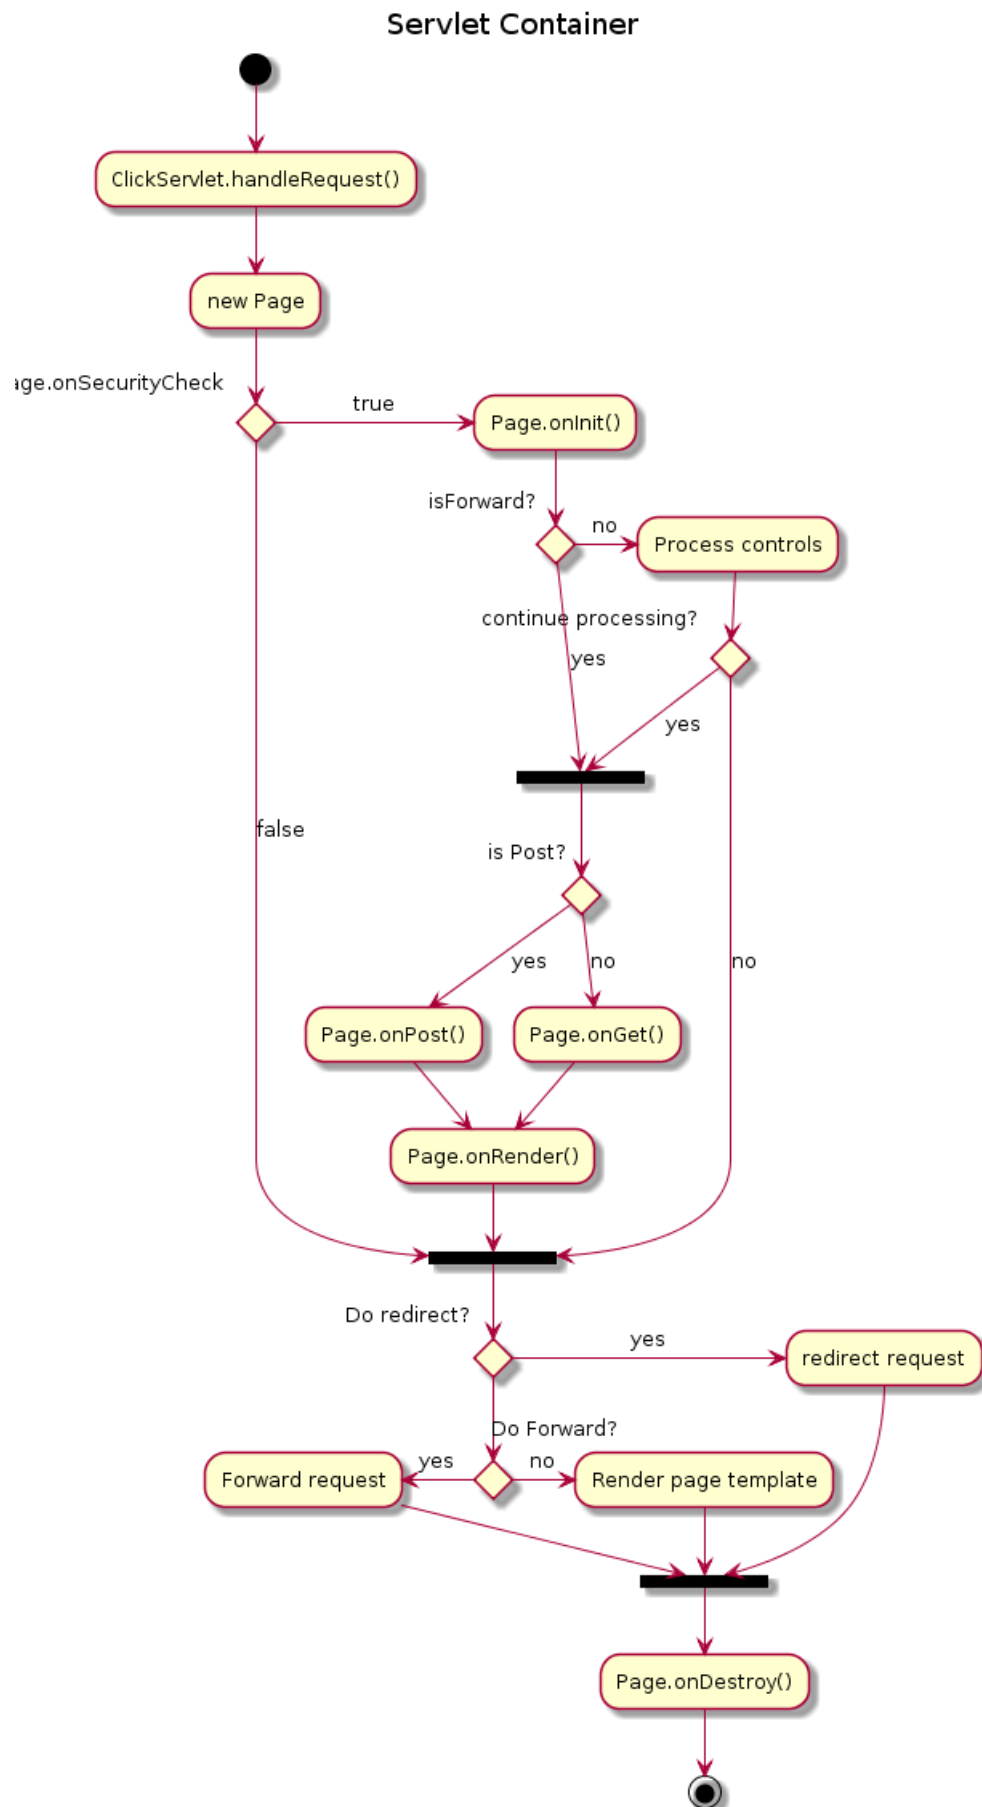 Servlet Container
ClickServlet.handleRequest()
new Page
age.onSecurityCheck
true
Page.onInit()
isForward?
no
Process controls
continue processing?
yes
yes
false
is Post?
yes
no
no
Page.onPost()
Page.onGet()
Page.onRender()
Do redirect?
yes
redirect request
Do Forward?
yes
no
Forward request
Render page template
Page.onDestroy()